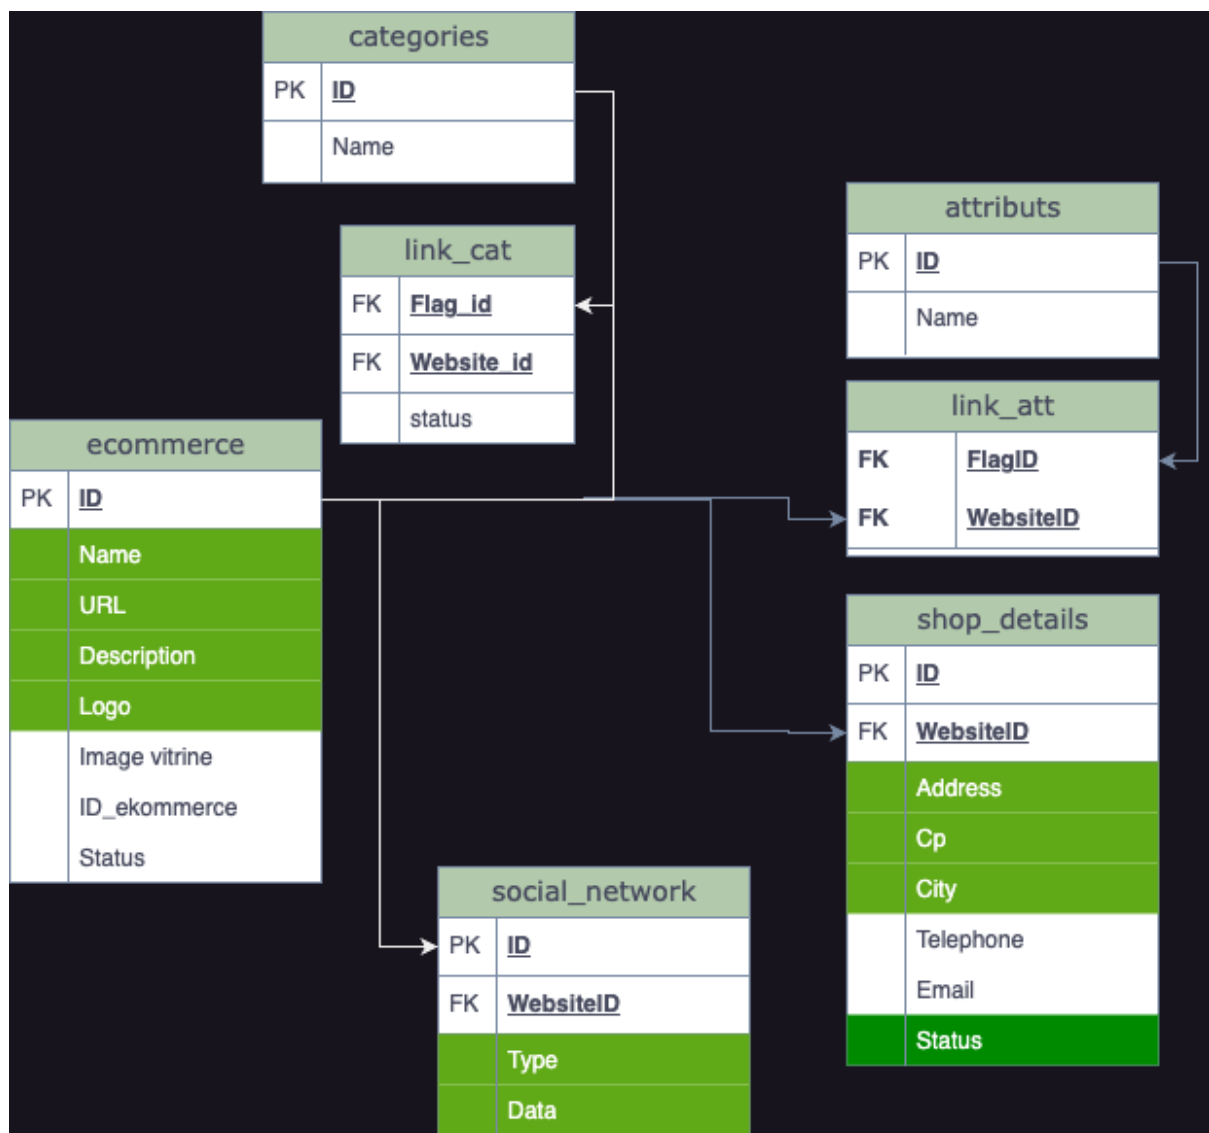 categories
PK ID
Name
link_cat
FK Flag_id
FK Website_id
status
attributs
PK ID
Name
link_att
FK FlagID
FK WebsiteID
ecommerce
PK ID
Name
URL
Description
Logo
Image vitrine
ID_ekommerce
Status
shop_details
PK ID
FK WebsiteID
Address
Cp
City
Telephone
Email
Status
social_network
PK ID
FK WebsiteID
Type
Data